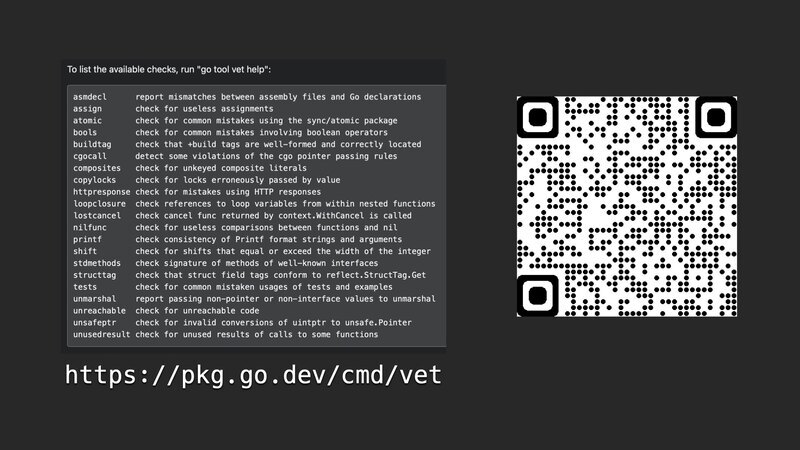 To list the available checks, run "go tool vet help":
asmdecl report mismatches between assembly files and Go declarations
assign check for useless assignments
atomic check for common mistakes using the sync/atomic package
bools check for common mistakes involving boolean operators
buildtag check that +build tags are well-formed and correctly located
cgocall detect some violations of the cgo pointer passing rules
composites check for unkeyed composite literals
copylocks check for locks erroneously passed by value
httpresponse check for mistakes using HTTP responses
loopclosure check references to loop variables from within nested functions
lostcancel check cancel func returned by context.WithCancel is called
nilfunc check for useless comparisons between functions and nil
printf check consistency of Printf format strings and arguments
shift check for shifts that equal or exceed the width of the integer
stdmethods check signature of methods of well-known interfaces
structtag check that struct field tags conform to reflect.StructTag.Get
tests check for common mistaken usages of tests and examples
unmarshal report passing non-pointer or non-interface values to unmarshal
unreachable check for unreachable code
unsafeptr check for invalid conversions of uintptr to unsafe.Pointer
unusedresult check for unused results of calls to some functions
https://pkg.go.dev/cmd/vet